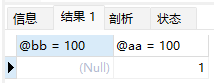 信息 结果 1 剖析 状态
@bb = 100 @aa = 100
(Null) 1